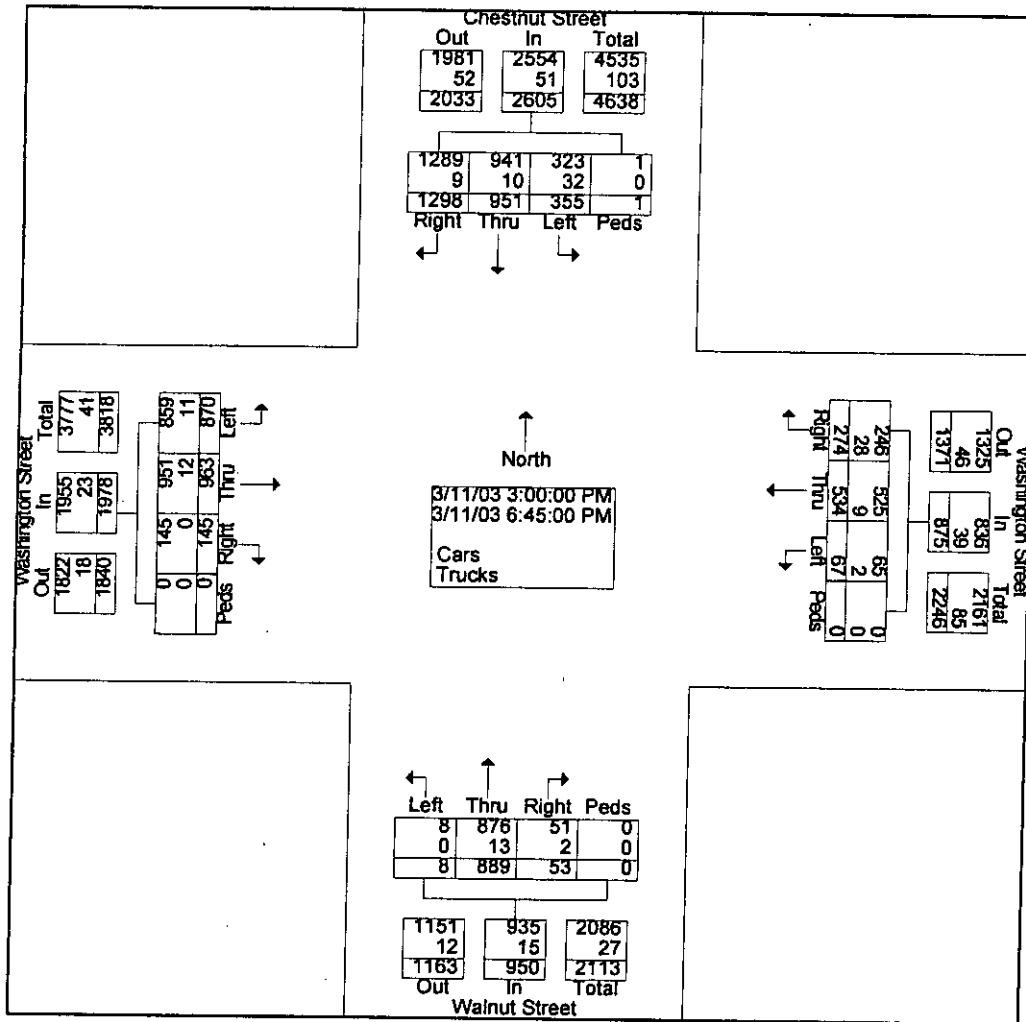 Chestnut Street
Out In Total
1981 2554 4535
52 51 103
2033 2605 4638
1289 941 323 1
9 10 32 0
1298 951 355 1
Right Thru Left Peds
Washington Street
Total In Out
3777 1955 1822
41 23 18
3818 1978 1840
859 951 145 0
11 12 0 0
870 963 145 0
Left Thru Right Peds
North
3/11/03 3:00:00 PM
3/11/03 6:45:00 PM
Cars
Trucks
Washington Street
Out In Total
1325 836 2161
46 39 85
1371 875 2246
246 525 65 0
28 9 2 0
274 534 67 0
Right Thru Left Peds
Left Thru Right Peds
8 876 51 0
0 13 2 0
8 889 53 0
1151 935 2086
12 15 27
1163 950 2113
Out In Total
Walnut Street